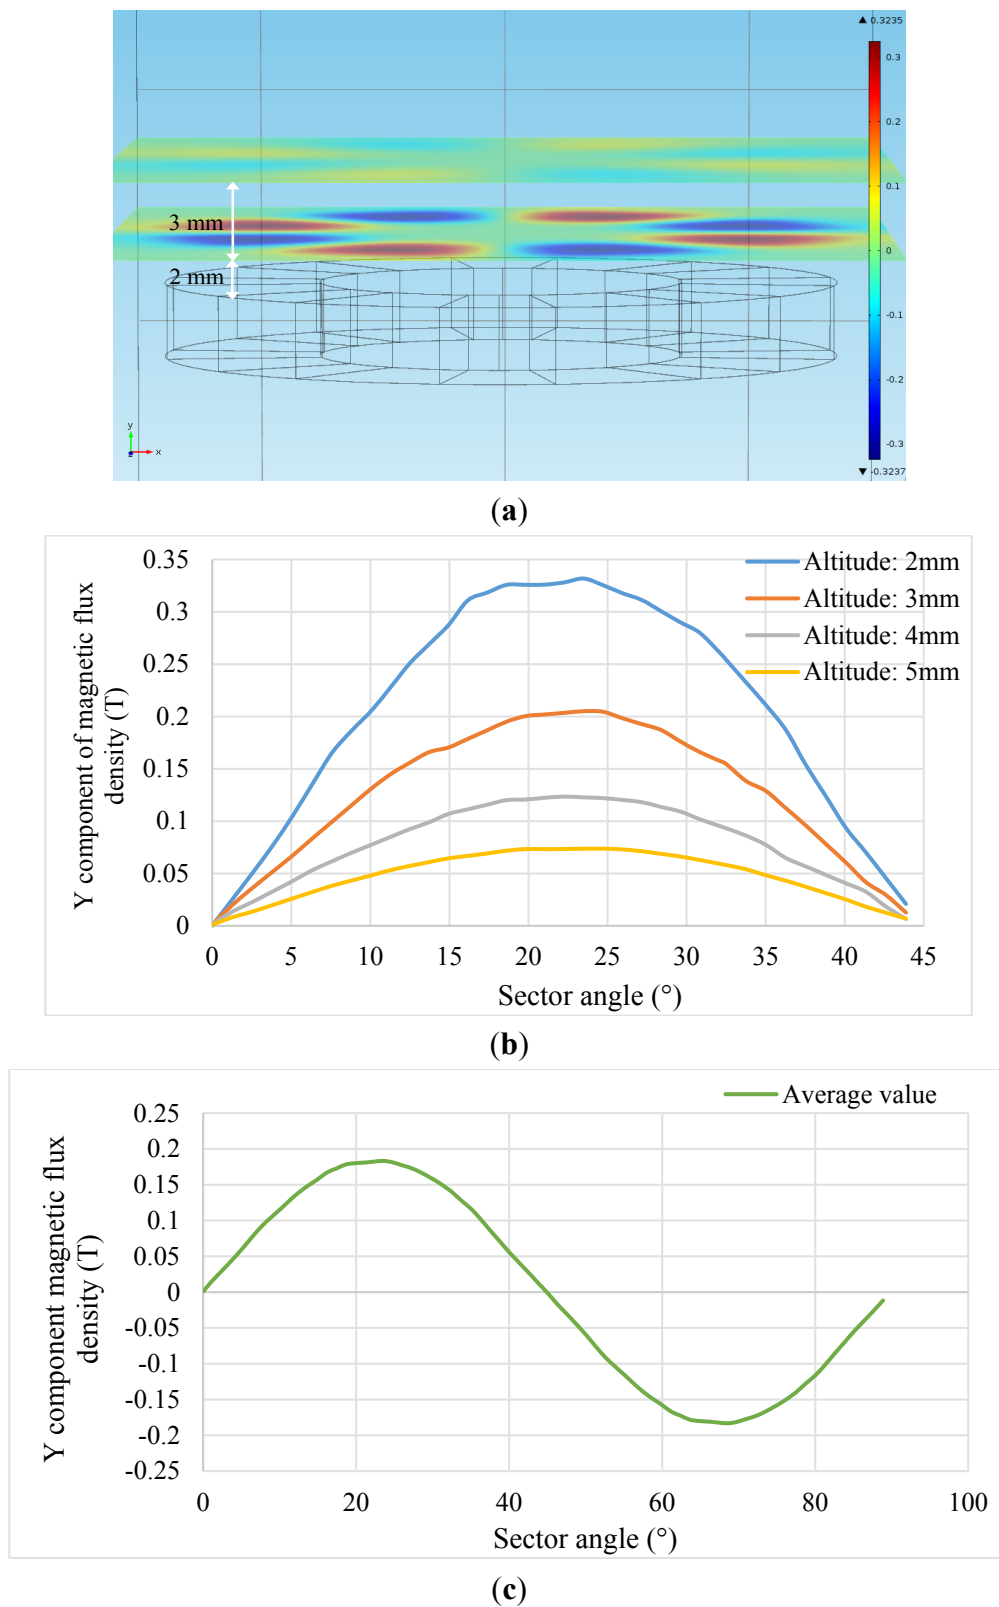 ▲ 0.3235
0.3
0.2
0.1
0
-0.1
-0.2
-0.3
▼ -0.3237
3 mm
2 mm
y
z
x
(a)
Y component of magnetic flux
density (T)
0.35
0.3
0.25
0.2
0.15
0.1
0.05
0
0 5 10 15 20 25 30 35 40 45
Sector angle (°)
Altitude: 2mm
Altitude: 3mm
Altitude: 4mm
Altitude: 5mm
(b)
Y component magnetic flux
density (T)
0.25
0.2
0.15
0.1
0.05
0
-0.05
-0.1
-0.15
-0.2
-0.25
0 20 40 60 80 100
Sector angle (°)
Average value
(c)